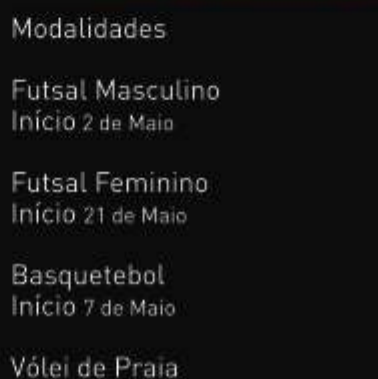 Modalidades
Futsal Masculino
Início 2 de Maio
Futsal Feminino
Início 21 de Maio
Basquetebol
Início 7 de Maio
Vólei de Praia